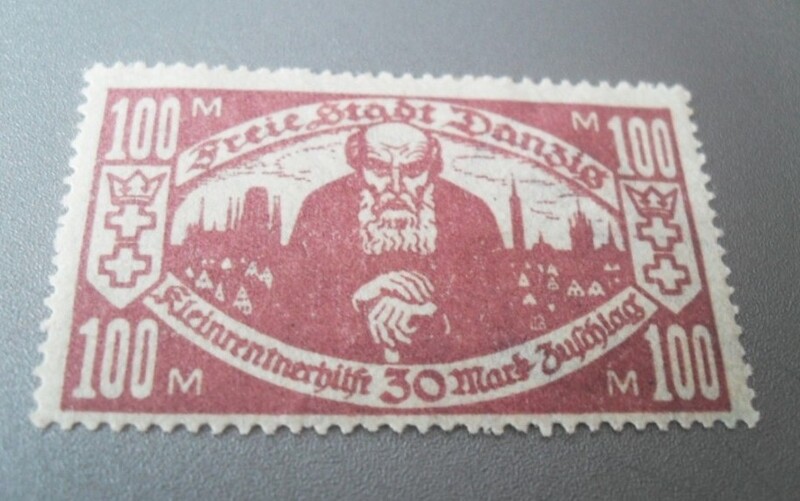 100 M
M 100
Freie Stadt Danzig
Kleinrentnerhilfe 30 Mark Zuschlag
100 M
M 100